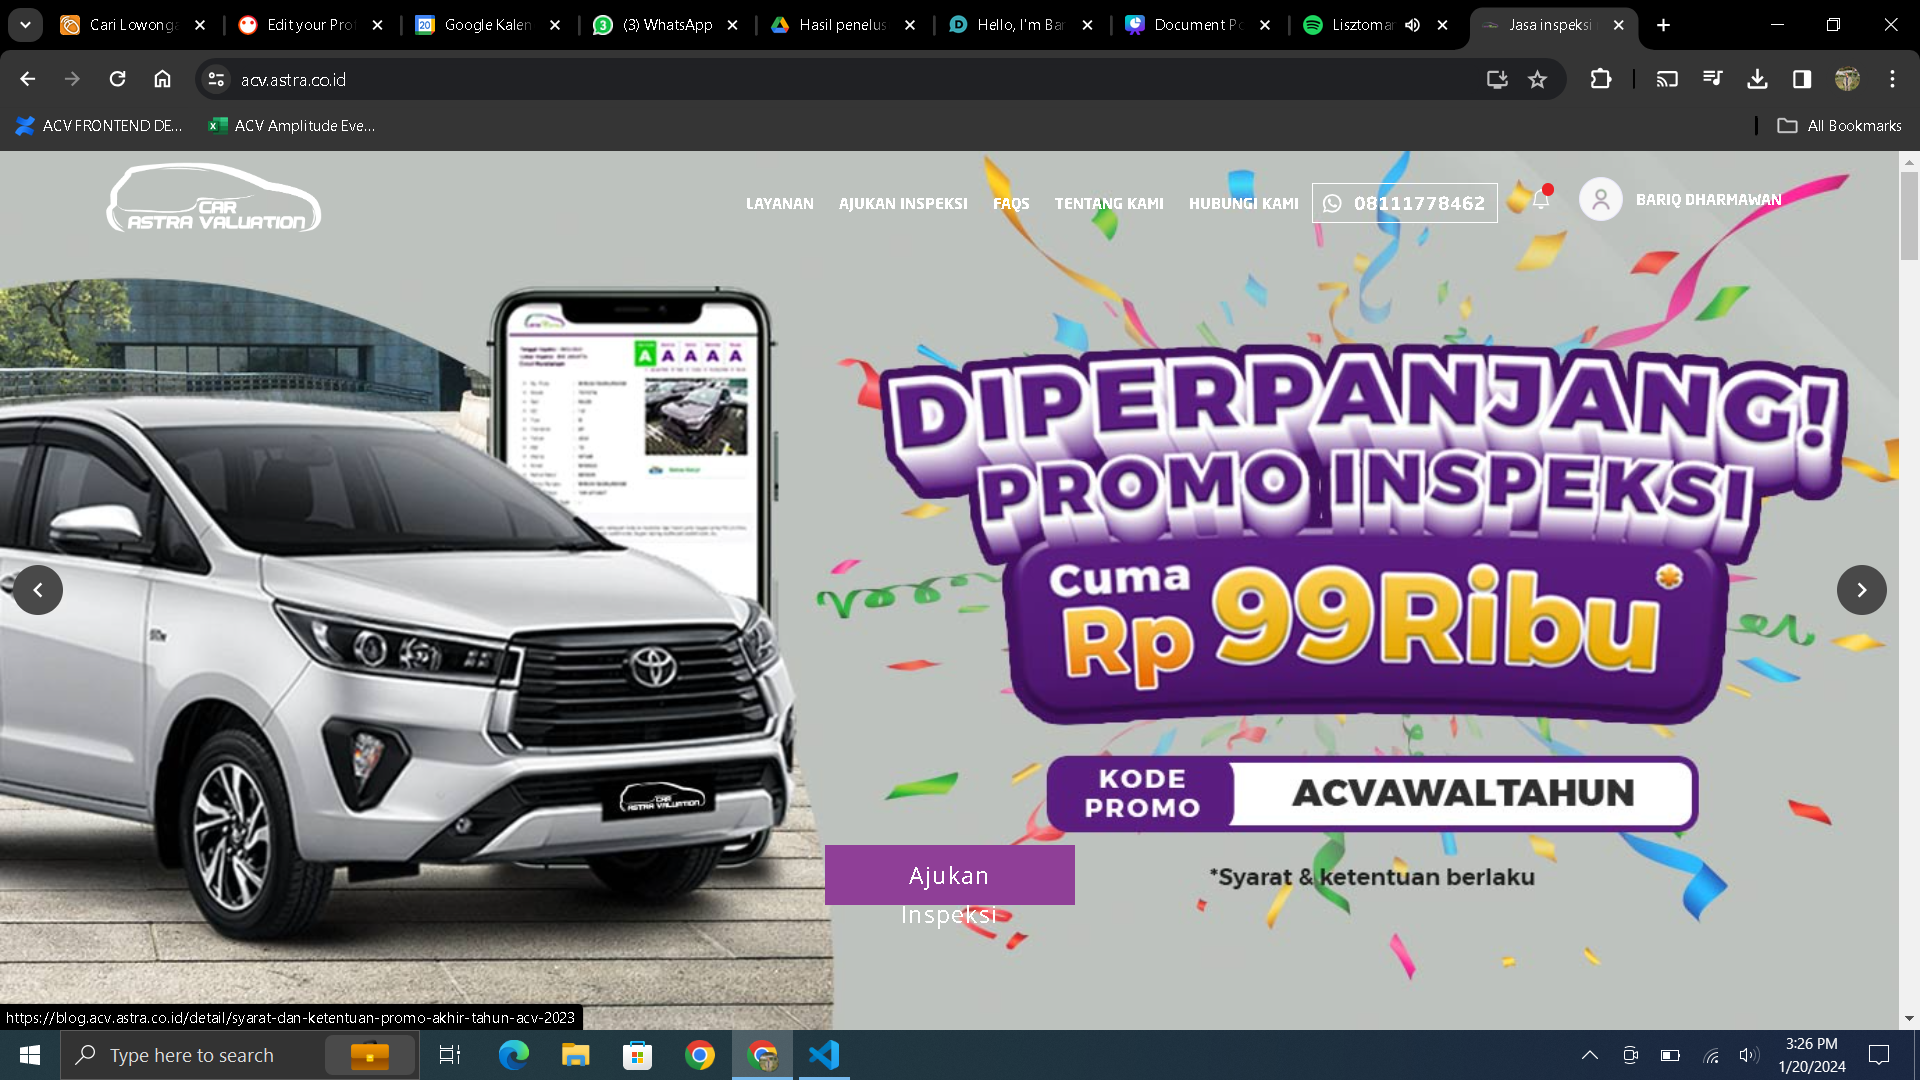 Cari Lowonga
Edit your Pro
Google Kalen
(3) WhatsApp
Hasil penelus
Hello, I'm Ba
Document Po
Lisztomar
Jasa inspeksi
acv.astra.co.id
ACV FRONTEND DE...
ACV Amplitude Eve...
All Bookmarks
CAR
ASTRA VALUATION
LAYANAN
AJUKAN INSPEKSI
FAQS
TENTANG KAMI
HUBUNGI KAMI
08111778462
BARIQ DHARMAWAN
A A A A A
DIPERPANJANG!
PROMO INSPEKSI
Cuma
Rp 99Ribu*
KODE
PROMO
ACVAWALTAHUN
CAR
ASTRA VALUATION
Ajukan
Inspeksi
*Syarat & ketentuan berlaku
https://blog.acv.astra.co.id/detail/syarat-dan-ketentuan-promo-akhir-tahun-acv-2023
Type here to search
3:26 PM
1/20/2024